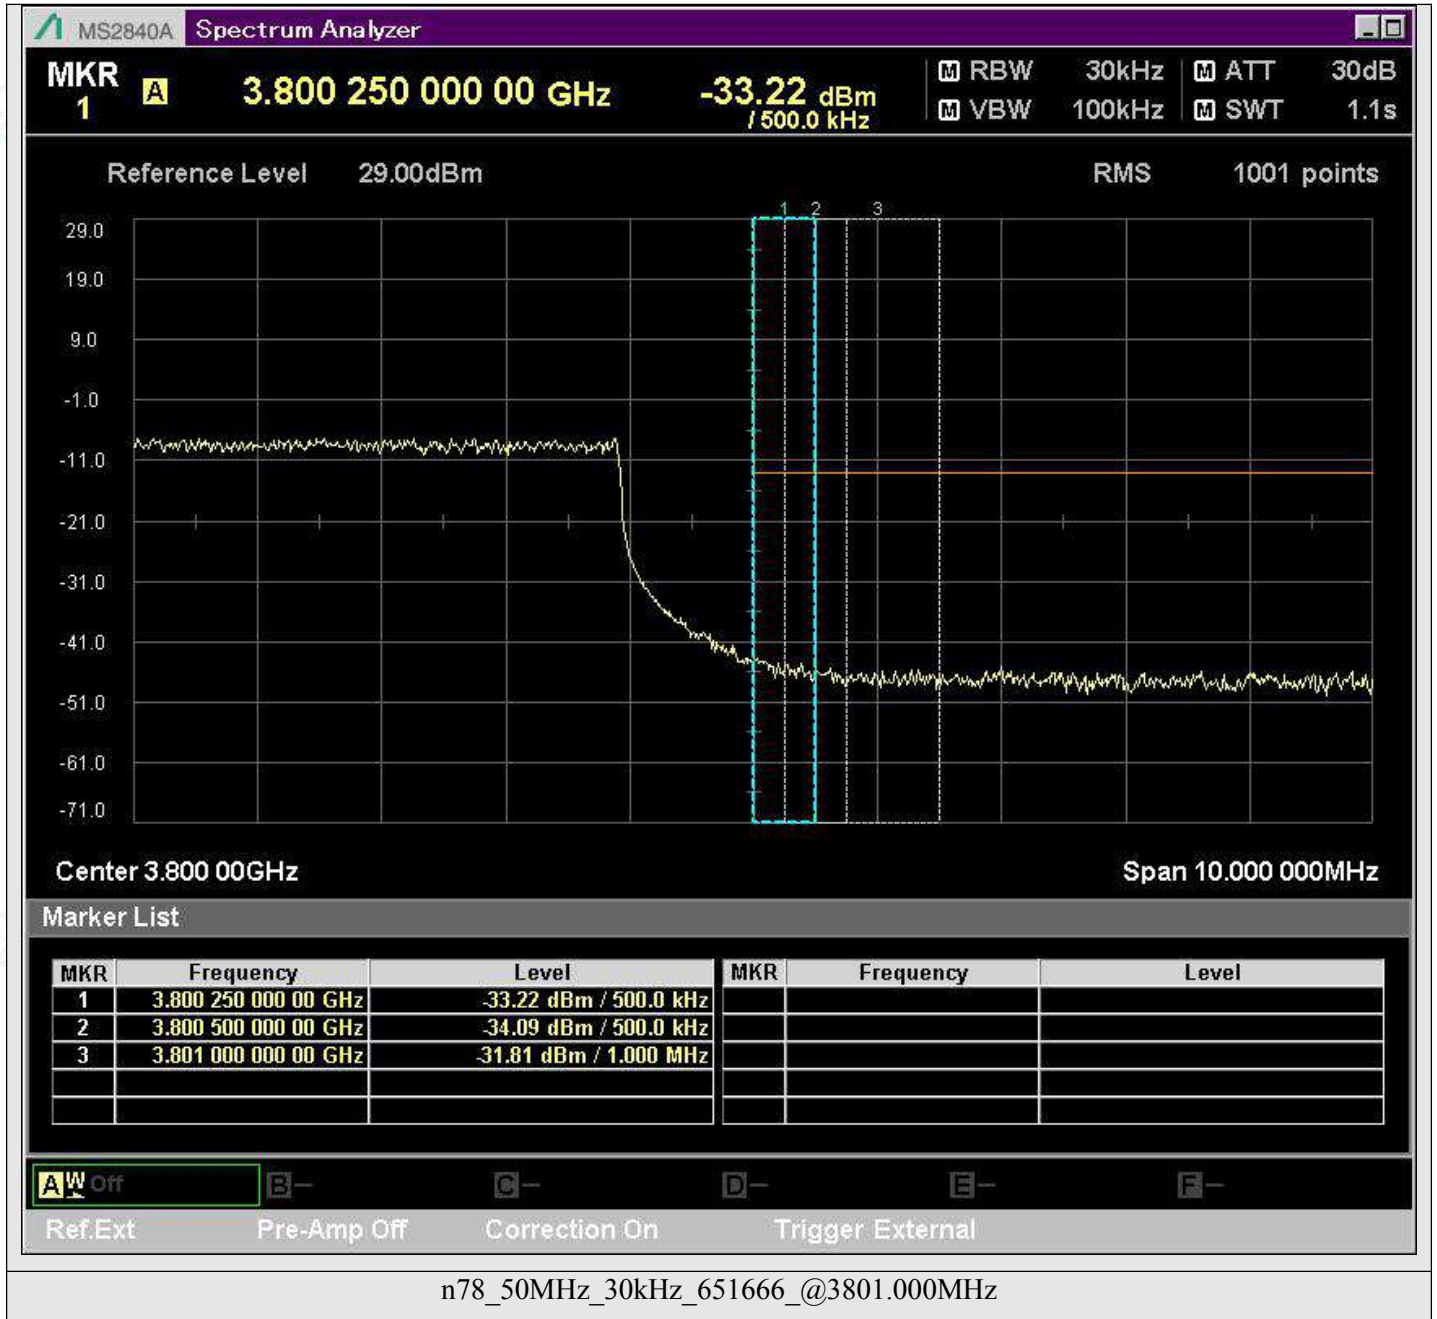 MS2840A Spectrum Analyzer
MKR 1 A 3.800 250 000 00 GHz -33.22 dBm / 500.0 kHz
M RBW 30kHz M ATT 30dB
M VBW 100kHz M SWT 1.1s
Reference Level 29.00dBm RMS 1001 points
1 2 3
29.0
19.0
9.0
-1.0
-11.0
-21.0
-31.0
-41.0
-51.0
-61.0
-71.0
Center 3.800 00GHz Span 10.000 000MHz
Marker List
MKR Frequency Level MKR Frequency Level
1 3.800 250 000 00 GHz -33.22 dBm / 500.0 kHz
2 3.800 500 000 00 GHz -34.09 dBm / 500.0 kHz
3 3.801 000 000 00 GHz -31.81 dBm / 1.000 MHz
A W Off B- C- D- E- F-
Ref.Ext Pre-Amp Off Correction On Trigger External
n78_50MHz_30kHz_651666_@3801.000MHz